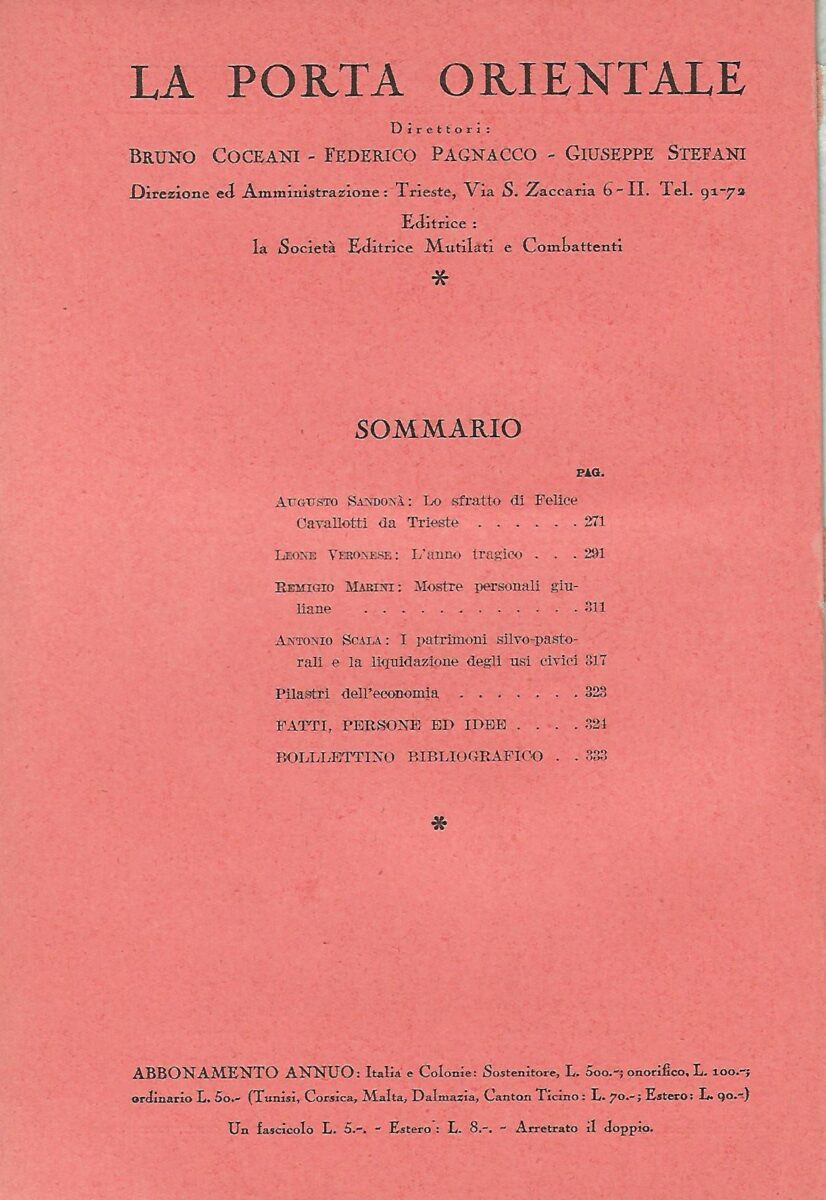 LA PORTA ORIENTALE
Direttori:
BRUNO COCEANI - FEDERICO PAGNACCO - GIUSEPPE STEFANI
Direzione ed Amministrazione: Trieste, Via S. Zaccaria 6 - II. Tel. 91-72
Editrice:
la Società Editrice Mutilati e Combattenti
*
SOMMARIO
PAG.
AUGUSTO SANDONÀ: Lo sfratto di Felice
Cavallotti da Trieste . . . . . . 271
LEONE VERONESE: L'anno tragico . . . 291
REMIGIO MARINI: Mostre personali giu-
liane . . . . . . . . . . . . 311
ANTONIO SCALA: I patrimoni silvo-pasto-
rali e la liquidazione degli usi civici 317
Pilastri dell'economia . . . . . . . 323
FATTI, PERSONE ED IDEE . . . . 324
BOLLLETTINO BIBLIOGRAFICO . . 333
*
ABBONAMENTO ANNUO: Italia e Colonie: Sostenitore, L. 500.-; onorifico, L. 100.-;
ordinario L. 50.- (Tunisi, Corsica, Malta, Dalmazia, Canton Ticino: L. 70.-; Estero: L. 90.-)
Un fascicolo L. 5.-. - Estero: L. 8.-. - Arretrato il doppio.